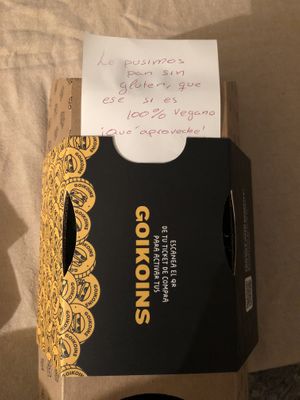 Le pusimos
pan sin
gluten, que
ese si es
100% vegano
¡Que aproveche!
ESCANEA EL QR
DE TU TICKET DE COMPRA
PARA ACTIVAR TUS
GOIKOINS